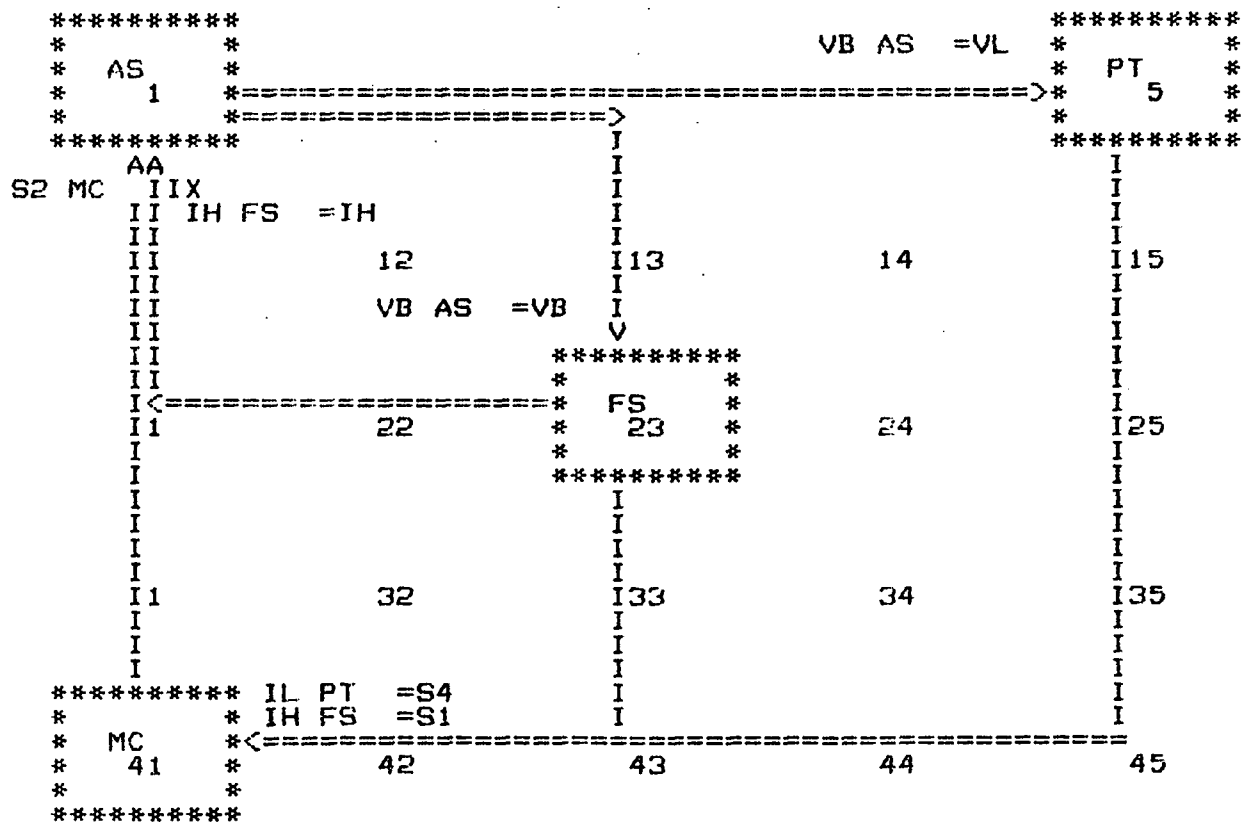 VB AS =VL
AS
PT
1
5
S2 MC
IIX
IH FS =IH
12 13 14 15
VB AS =VB
FS
1 22 23 24 25
1 32 33 34 35
IL PT =S4
IH FS =S1
MC
41 42 43 44 45